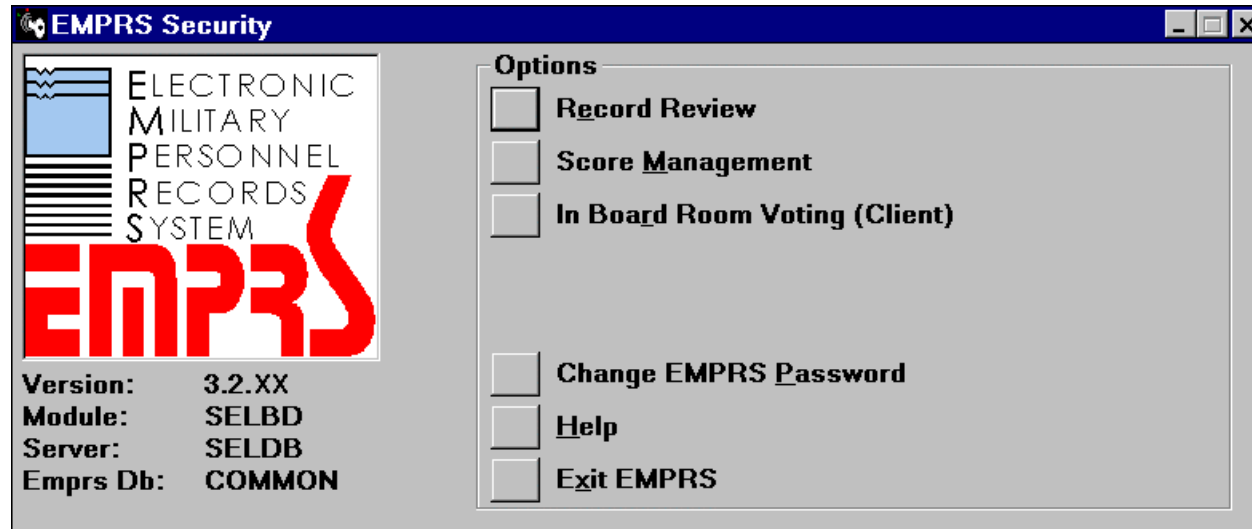 EMPRS Security
ELECTRONIC
MILITARY
PERSONNEL
RECORDS
SYSTEM
EMPRS
Version: 3.2.XX
Module: SELBD
Server: SELDB
Emprs Db: COMMON
Options
Record Review
Score Management
In Board Room Voting (Client)
Change EMPRS Password
Help
Exit EMPRS